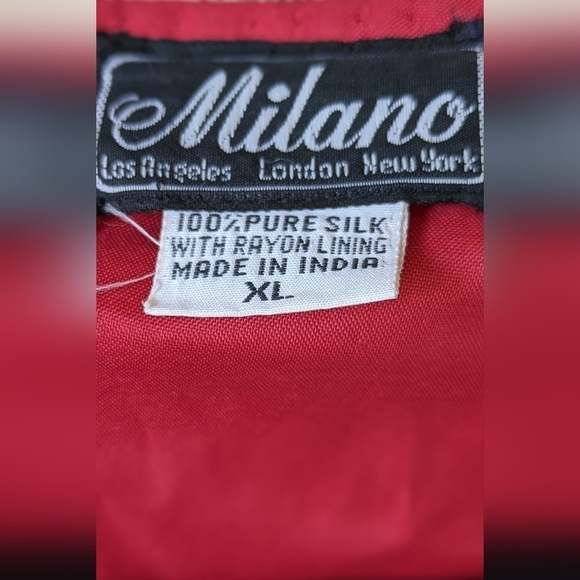 Milano
Los Angeles London New York
100% PURE SILK
WITH RAYON LINING
MADE IN INDIA
XL